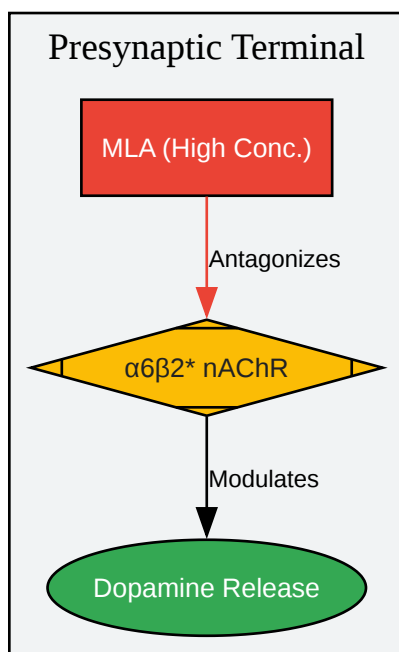 Presynaptic Terminal
MLA (High Conc.)
Antagonizes
α6β2* nAChR
Modulates
Dopamine Release